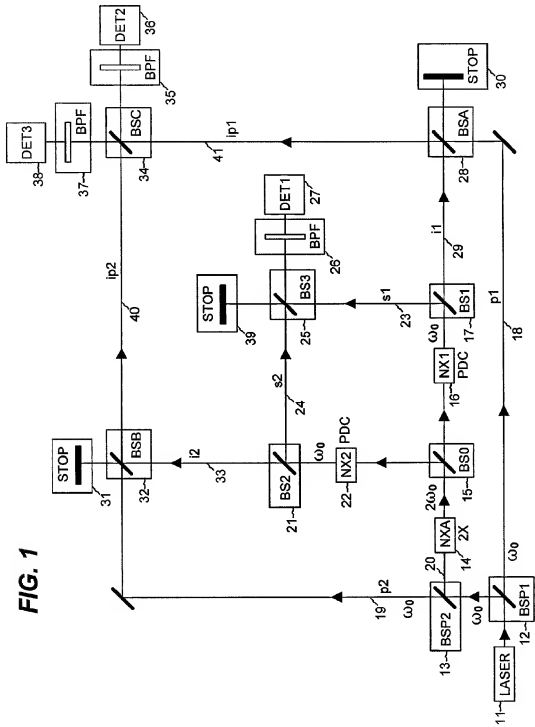 FIG. 1
DET3
38
BPF
37
DET2
36
BPF
35
BSC
34
ip2
40
ip1
41
STOP
31
BSB
32
STOP
39
DET1
27
BPF
26
BS3
25
s2
24
i2
33
BS2
21
ω0
NX2
PDC
22
s1
23
STOP
30
BSA
28
i1
29
BS1
17
ω0
NX1
PDC
16
BS0
15
2ω0
NXA
2X
14
20
p2
19
ω0
BSP2
13
ω0
p1
18
ω0
BSP1
12
LASER
11